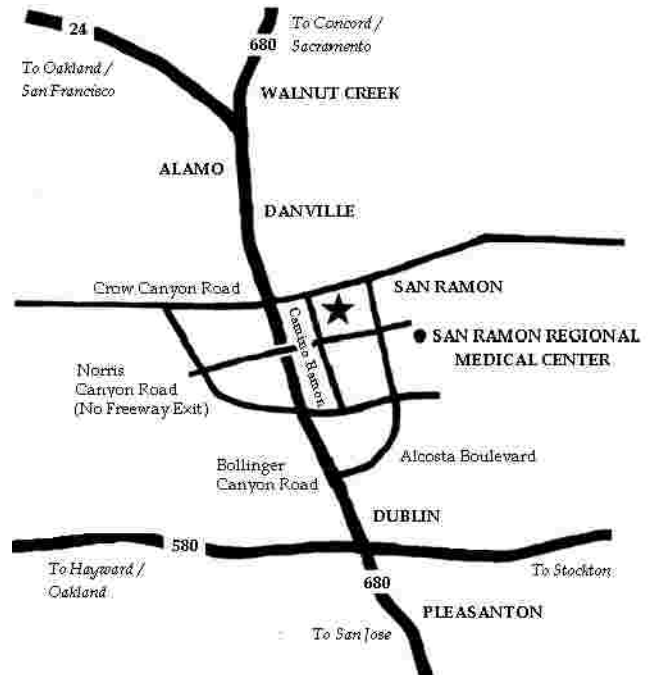 24
680
To Concord /
Sacramento
To Oakland /
San Francisco
WALNUT CREEK
ALAMO
DANVILLE
Crow Canyon Road
SAN RAMON
Camino Ramon
SAN RAMON REGIONAL
MEDICAL CENTER
Norris
Canyon Road
(No Freeway Exit)
Bollinger
Canyon Road
Alcosta Boulevard
DUBLIN
580
To Hayward /
Oakland
680
To Stockton
PLEASANTON
To San Jose